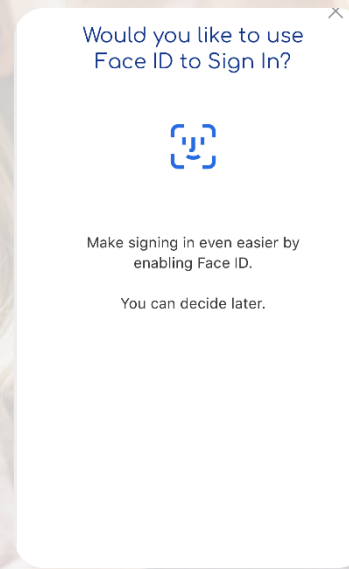 Would you like to use
Face ID to Sign In?
Make signing in even easier by
enabling Face ID.
You can decide later.